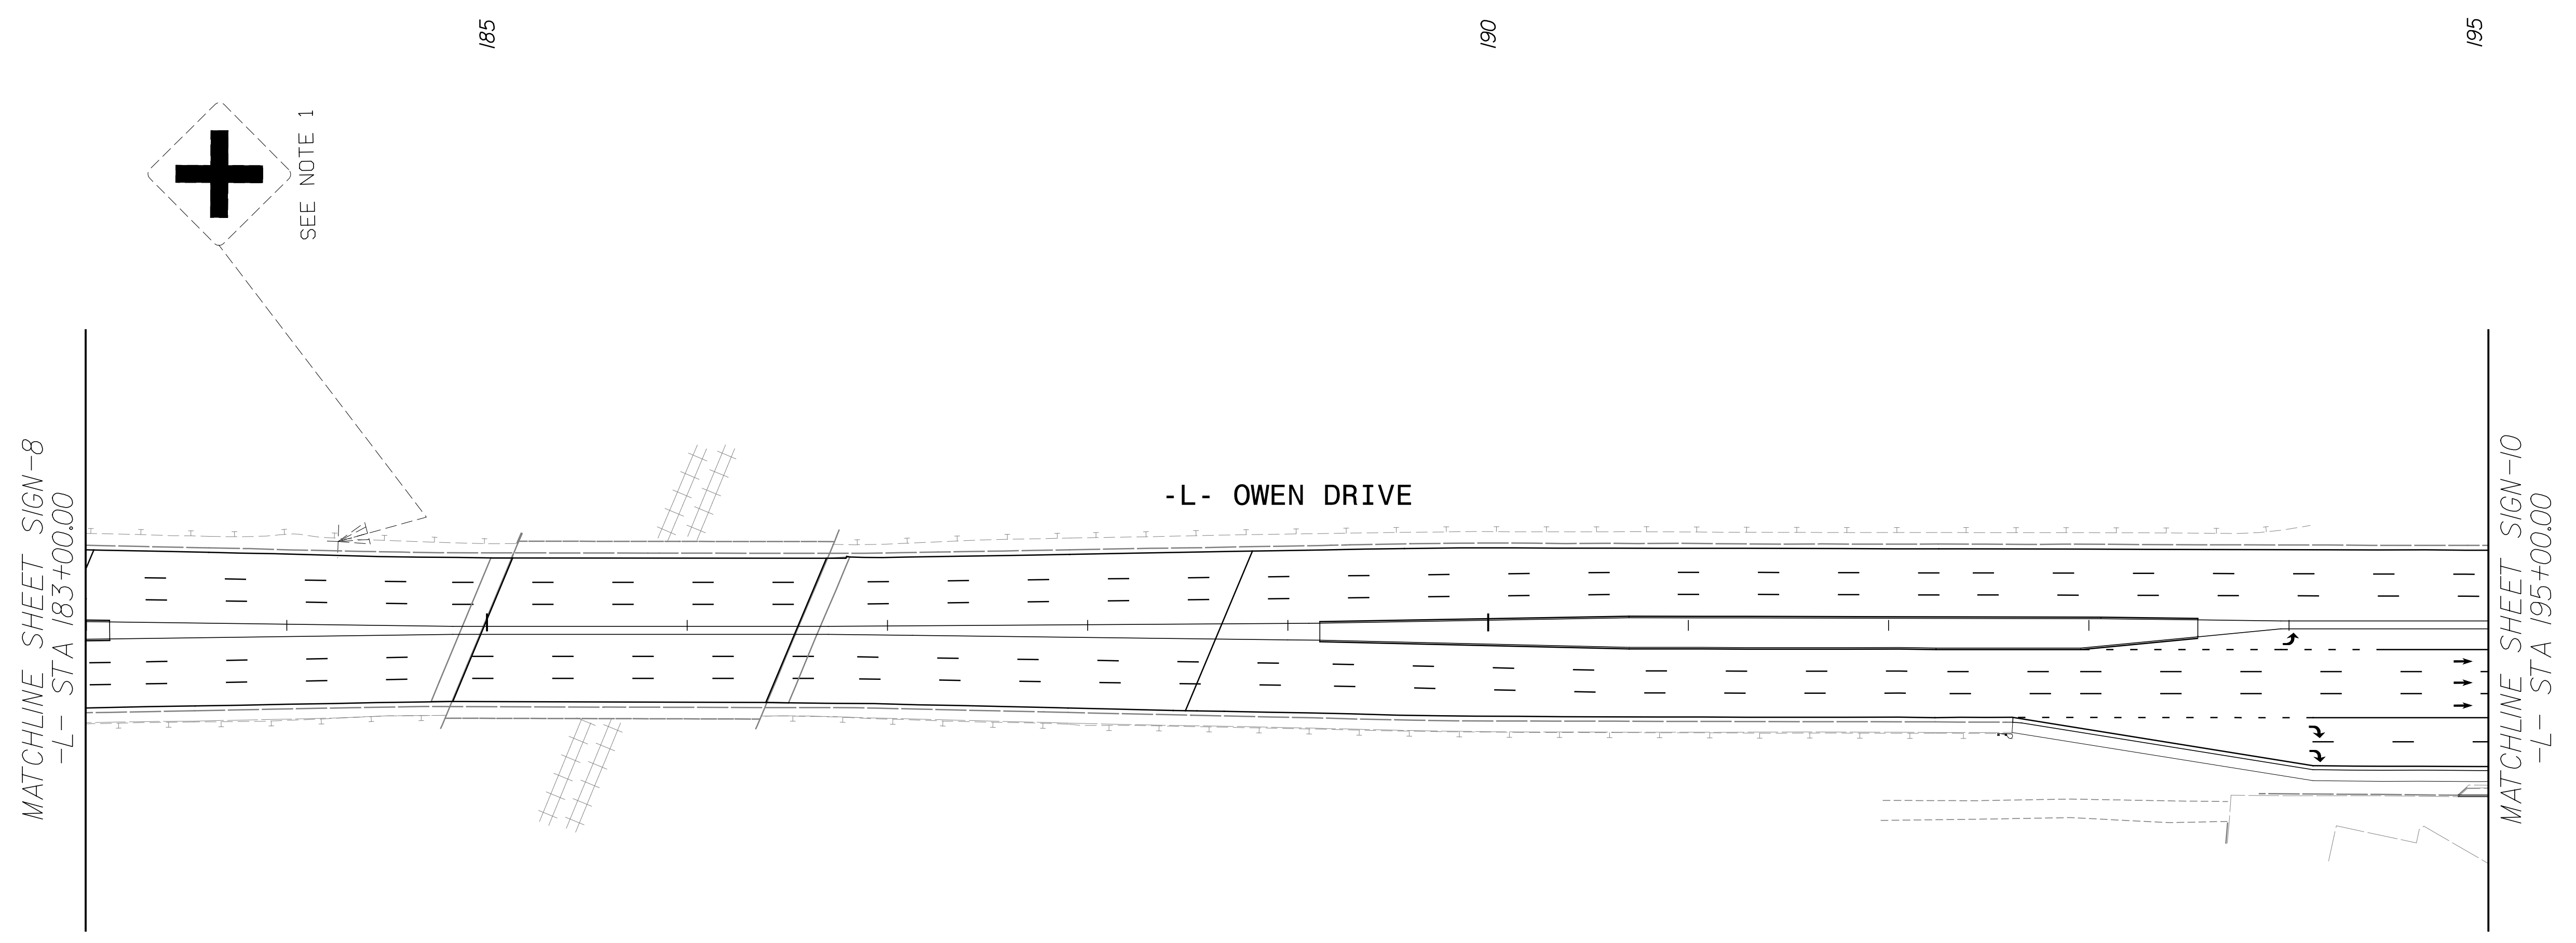 185
190
195
SEE NOTE 1
-L- OWEN DRIVE
MATCHLINE SHEET SIGN-8
-L- STA 183+00.00
MATCHLINE SHEET SIGN-10
-L- STA 195+00.00